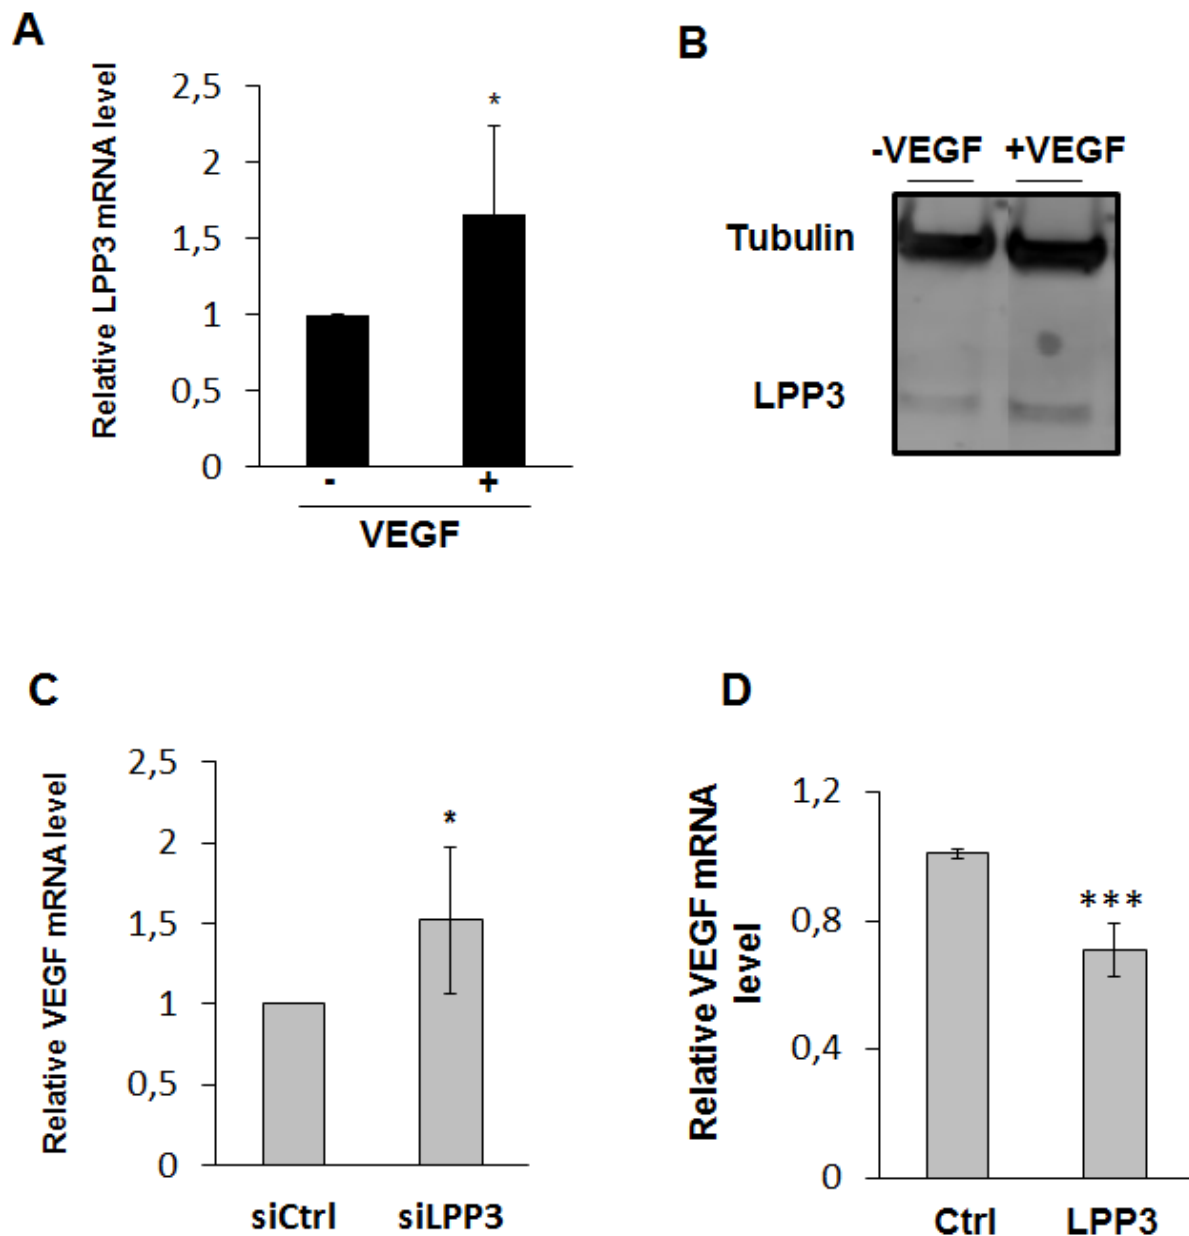 A
Relative LPP3 mRNA level
2,5
2
1,5
1
0,5
0
*
- +
VEGF
B
-VEGF +VEGF
Tubulin
LPP3
C
Relative VEGF mRNA level
2,5
2
1,5
1
0,5
0
*
siCtrl siLPP3
D
Relative VEGF mRNA
level
1,2
0,8
0,4
0
***
Ctrl LPP3